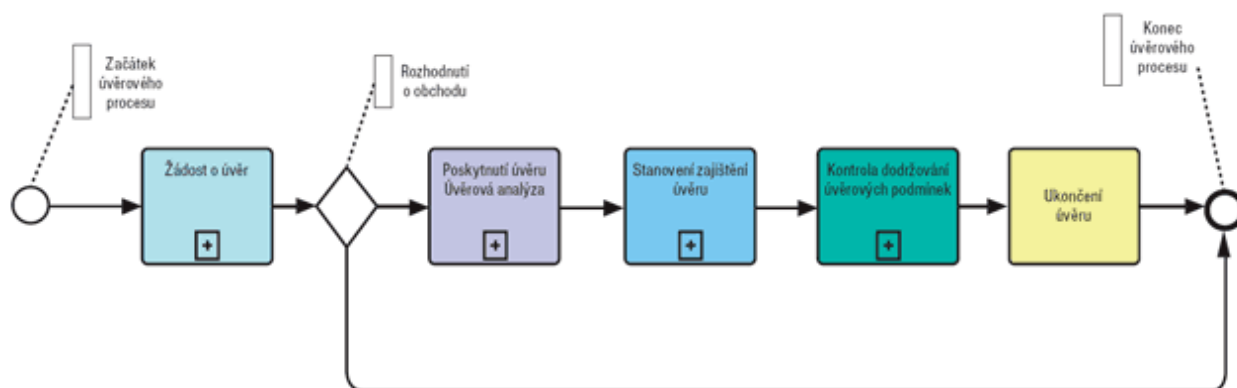 Začátek
úvěrového
procesu
Rozhodnutí
o obchodu
Konec
úvěrového
procesu
Žádost o úvěr
Poskytnutí úvěru
Úvěrová analýza
Stanovení zajištění
úvěru
Kontrola dodržování
úvěrových podmínek
Ukončení
úvěru